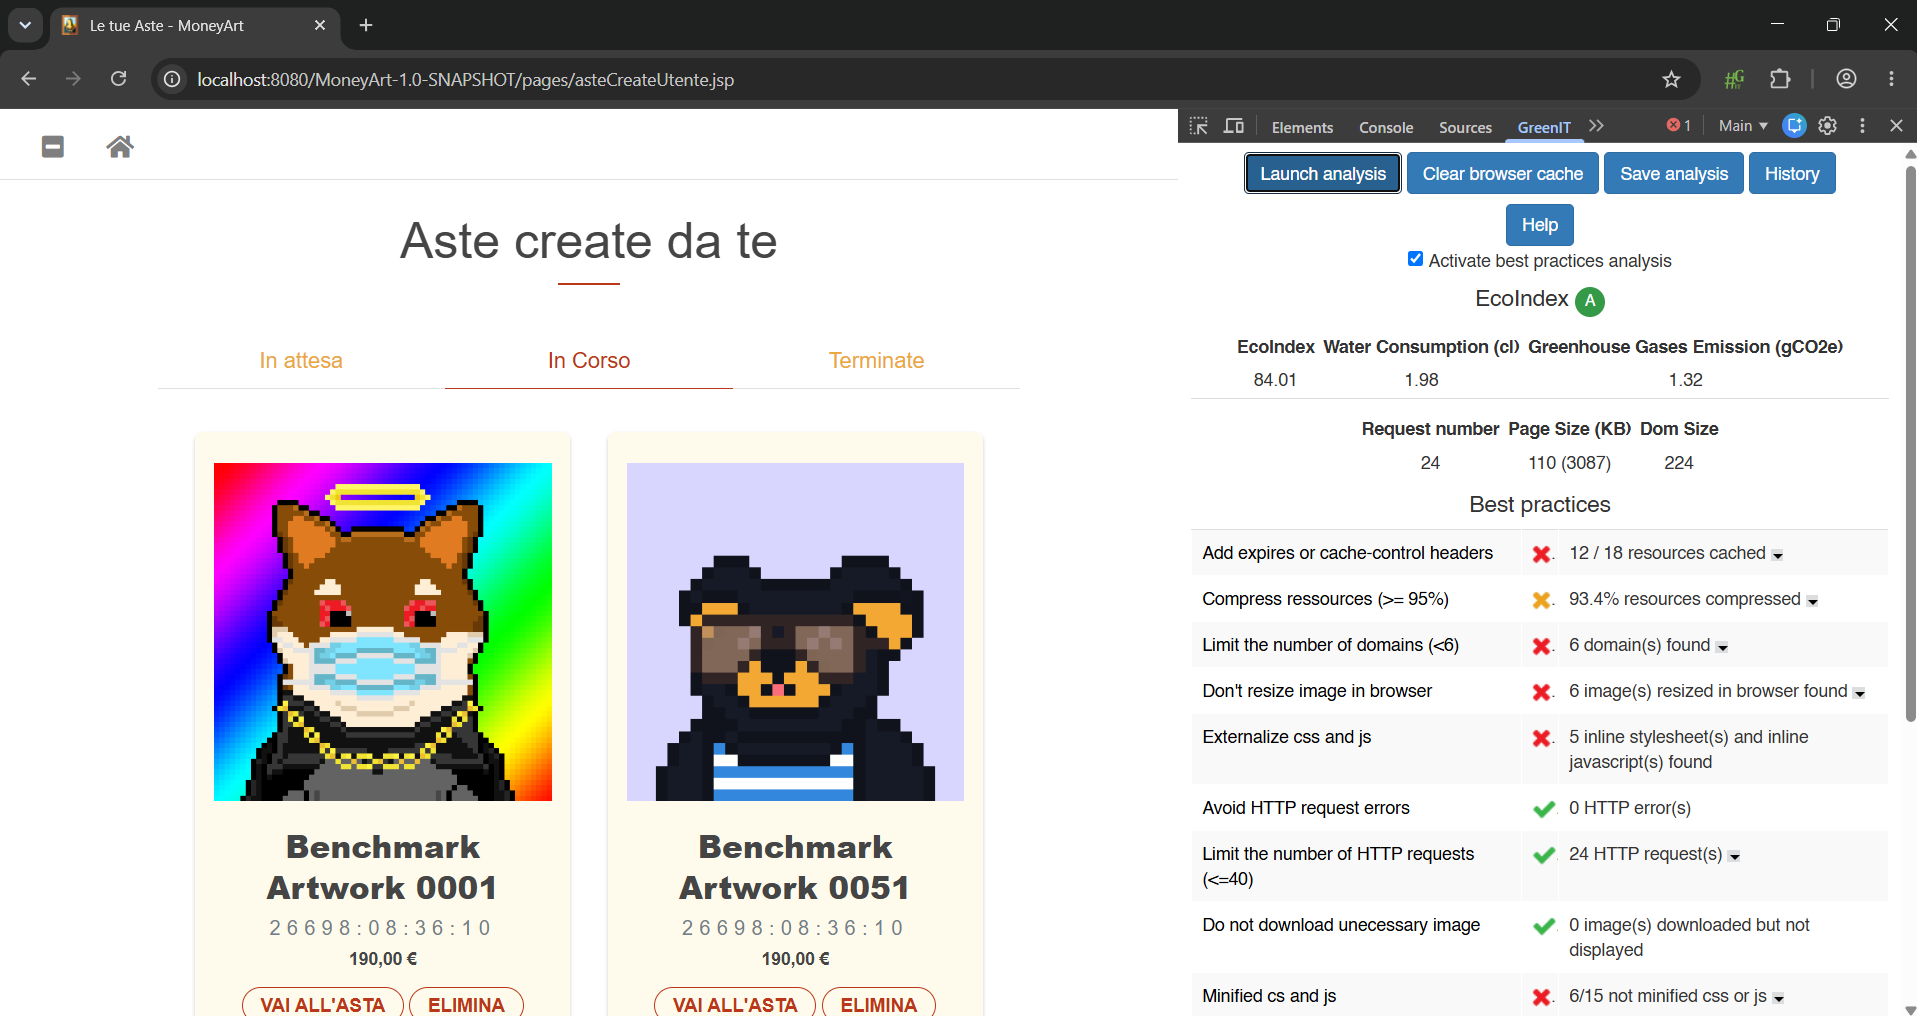 Le tue Aste - MoneyArt
localhost:8080/MoneyArt-1.0-SNAPSHOT/pages/asteCreateUtente.jsp
Aste create da te
In attesa
In Corso
Terminate
Benchmark
Artwork 0001
26698:08:36:10
190,00 €
VAI ALL'ASTA
ELIMINA
Benchmark
Artwork 0051
26698:08:36:10
190,00 €
VAI ALL'ASTA
ELIMINA
Elements
Console
Sources
GreenIT
1
Main
Launch analysis
Clear browser cache
Save analysis
History
Help
Activate best practices analysis
EcoIndex A
EcoIndex Water Consumption (cl) Greenhouse Gases Emission (gCO2e)
84.01 1.98 1.32
Request number Page Size (KB) Dom Size
24 110 (3087) 224
Best practices
Add expires or cache-control headers
12 / 18 resources cached
Compress ressources (>= 95%)
93.4% resources compressed
Limit the number of domains (<6)
6 domain(s) found
Don't resize image in browser
6 image(s) resized in browser found
Externalize css and js
5 inline stylesheet(s) and inline
javascript(s) found
Avoid HTTP request errors
0 HTTP error(s)
Limit the number of HTTP requests
(<=40)
24 HTTP request(s)
Do not download unecessary image
0 image(s) downloaded but not
displayed
Minified cs and js
6/15 not minified css or js